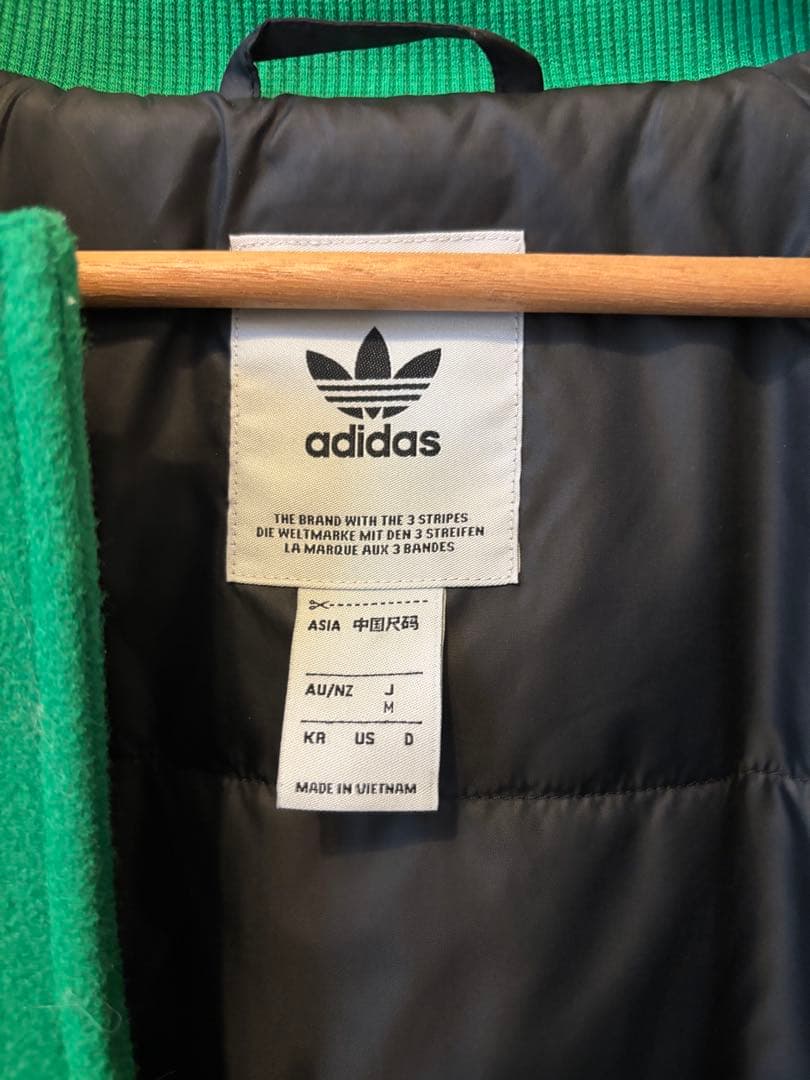 adidas
THE BRAND WITH THE 3 STRIPES
DIE WELTMARKE MIT DEN 3 STREIFEN
LA MARQUE AUX 3 BANDES
ASIA 中国尺码
AU/NZ J
M
KR US D
MADE IN VIETNAM